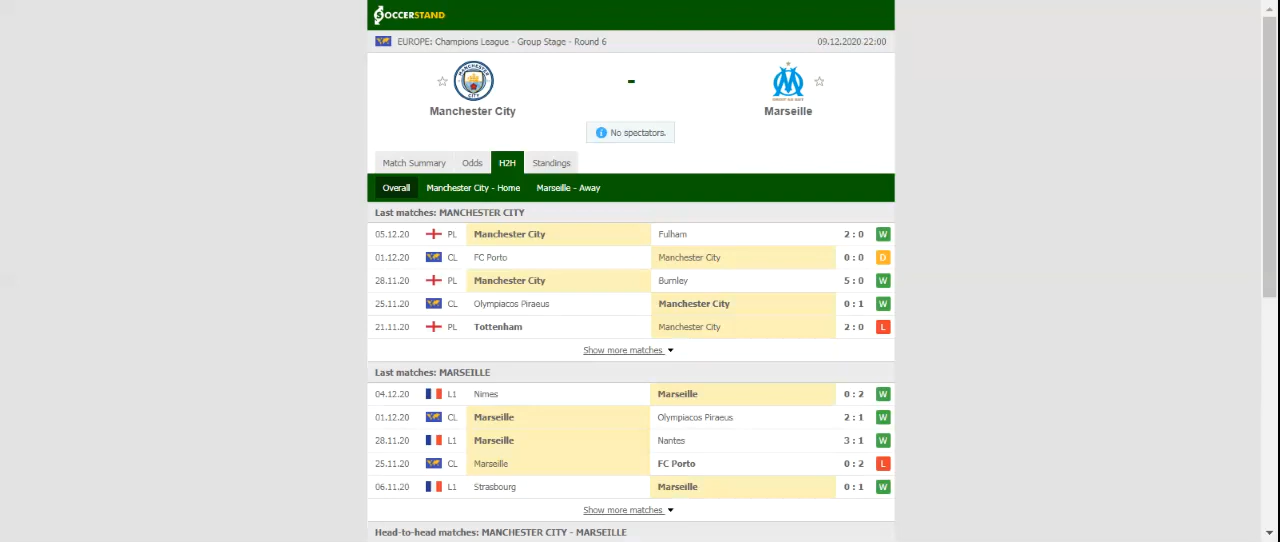 SOCCERSTAND
EUROPE: Champions League - Group Stage - Round 6 09.12.2020 22:00
MANCHESTER CITY
-
Manchester City Marseille
i No spectators.
Match Summary Odds H2H Standings
Overall Manchester City - Home Marseille - Away
Last matches: MANCHESTER CITY
05.12.20 PL Manchester City Fulham 2 : 0 W
01.12.20 CL FC Porto Manchester City 0 : 0 D
28.11.20 PL Manchester City Burnley 5 : 0 W
25.11.20 CL Olympiacos Piraeus Manchester City 0 : 1 W
21.11.20 PL Tottenham Manchester City 2 : 0 L
Show more matches
Last matches: MARSEILLE
04.12.20 L1 Nimes Marseille 0 : 2 W
01.12.20 CL Marseille Olympiacos Piraeus 2 : 1 W
28.11.20 L1 Marseille Nantes 3 : 1 W
25.11.20 CL Marseille FC Porto 0 : 2 L
06.11.20 L1 Strasbourg Marseille 0 : 1 W
Show more matches
Head-to-head matches: MANCHESTER CITY - MARSEILLE